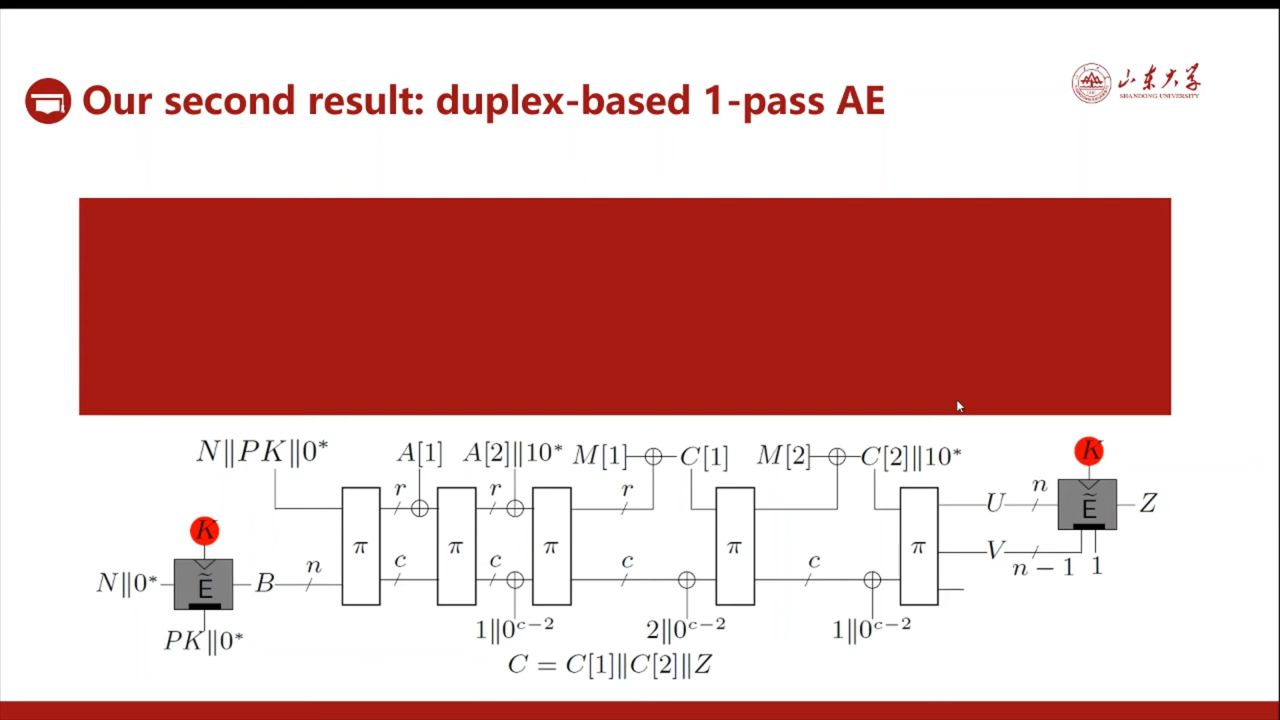 Our second result: duplex-based 1-pass AE
山东大学
SHANDONG UNIVERSITY
N∥PK∥0* A[1] A[2]∥10* M[1] C[1] M[2] C[2]∥10* K
r r r n
K π π π π π U Ẽ Z
N∥0* Ẽ B n c c c c V n − 1 1
PK∥0* 1∥0^{c−2} 2∥0^{c−2} 1∥0^{c−2}
C = C[1]∥C[2]∥Z